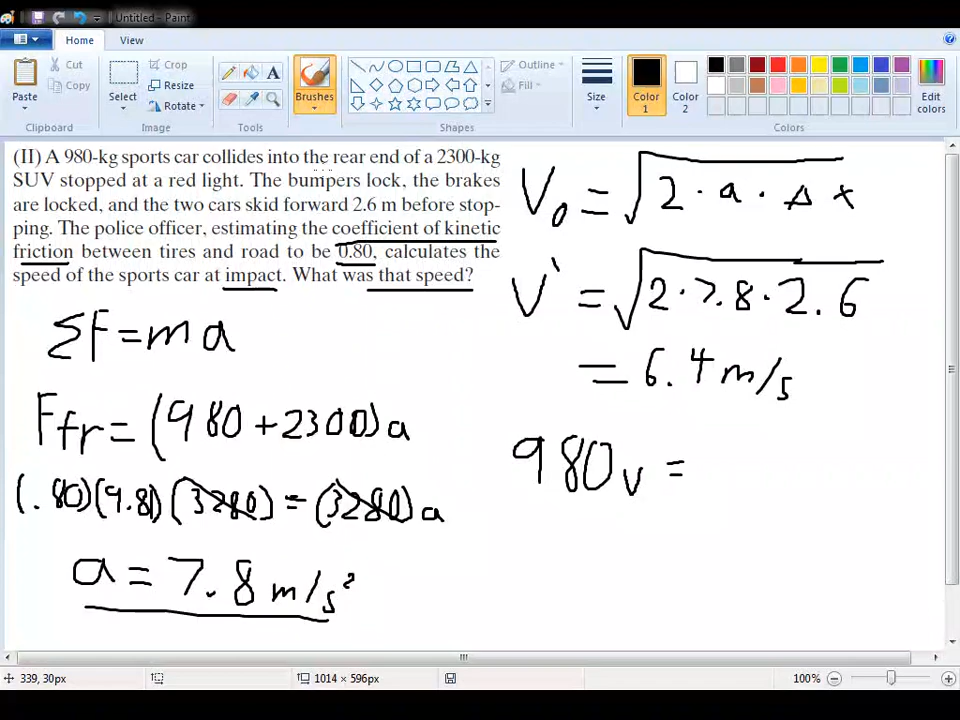 Untitled - Paint
Home View
Paste
Cut
Copy
Clipboard
Select
Crop
Resize
Rotate
Image
A
Tools
Brushes
Outline
Fill
Shapes
Size
Color 1
Color 2
Edit colors
Colors
(II) A 980-kg sports car collides into the rear end of a 2300-kg
SUV stopped at a red light. The bumpers lock, the brakes
are locked, and the two cars skid forward 2.6 m before stop-
ping. The police officer, estimating the coefficient of kinetic
friction between tires and road to be 0.80, calculates the
speed of the sports car at impact. What was that speed?
ΣF = ma
Ffr = (980 + 2300) a
(.80)(9.8)(3280) = (3280) a
a = 7.8 m/s²
V₀ = √2 · a · Δx
V' = √2 · 7.8 · 2.6
= 6.4 m/s
980v =
339, 30px
1014 × 596px
100%